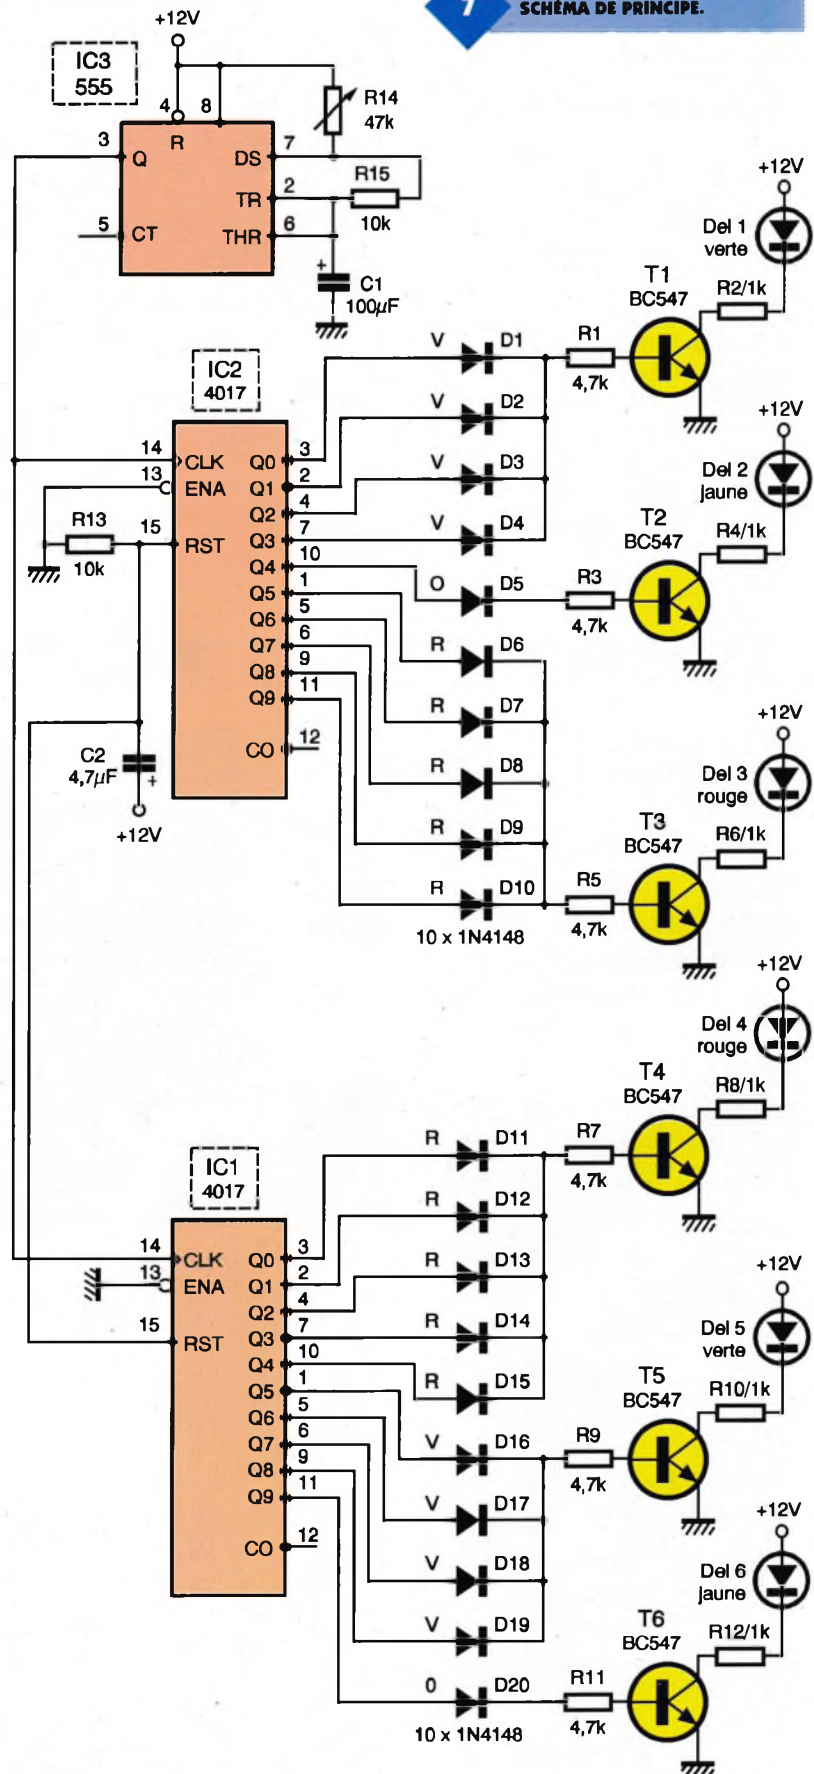 7
SCHÉMA DE PRINCIPE.
+12V
IC3
555
4
8
R14
47k
3
Q
R
DS
7
TR
2
R15
10k
5
CT
THR
6
+
C1
100µF
+12V
Del 1
verte
T1
BC547
R2/1k
V
D1
R1
4,7k
IC2
4017
V
D2
14
CLK
Q0
3
13
ENA
Q1
2
V
D3
Q2
4
R13
10k
15
RST
Q3
7
V
D4
Q4
10
Q5
1
O
D5
R3
4,7k
+12V
Del 2
jaune
T2
BC547
R4/1k
Q6
5
Q7
6
R
D6
Q8
9
Q9
11
R
D7
CO
12
C2
4,7µF
+
+12V
R
D8
R
D9
R
D10
R5
4,7k
10 x 1N4148
+12V
Del 3
rouge
T3
BC547
R6/1k
+12V
Del 4
rouge
T4
BC547
R8/1k
R
D11
R7
4,7k
IC1
4017
R
D12
14
CLK
Q0
3
13
ENA
Q1
2
R
D13
Q2
4
15
RST
Q3
7
R
D14
Q4
10
R
D15
Q5
1
Q6
5
Q7
6
V
D16
R9
4,7k
+12V
Del 5
verte
T5
BC547
R10/1k
Q8
9
Q9
11
V
D17
CO
12
V
D18
V
D19
0
D20
R11
4,7k
10 x 1N4148
+12V
Del 6
jaune
T6
BC547
R12/1k